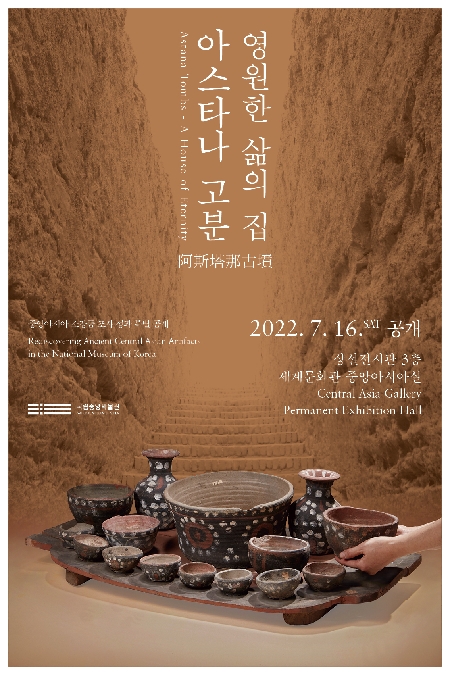 영원한 삶의 집
아스타나 고분
Astana Tombs - A House of Eternity
阿斯塔那古墳
중앙아시아 소장품 조사 성과 특별 공개
Rediscovering Ancient Central Asian Artifacts
in the National Museum of Korea
국립중앙박물관
2022. 7. 16.SAT 공개
상설전시관 3층
세계문화관 중앙아시아실
Central Asia Gallery
Permanent Exhibition Hall